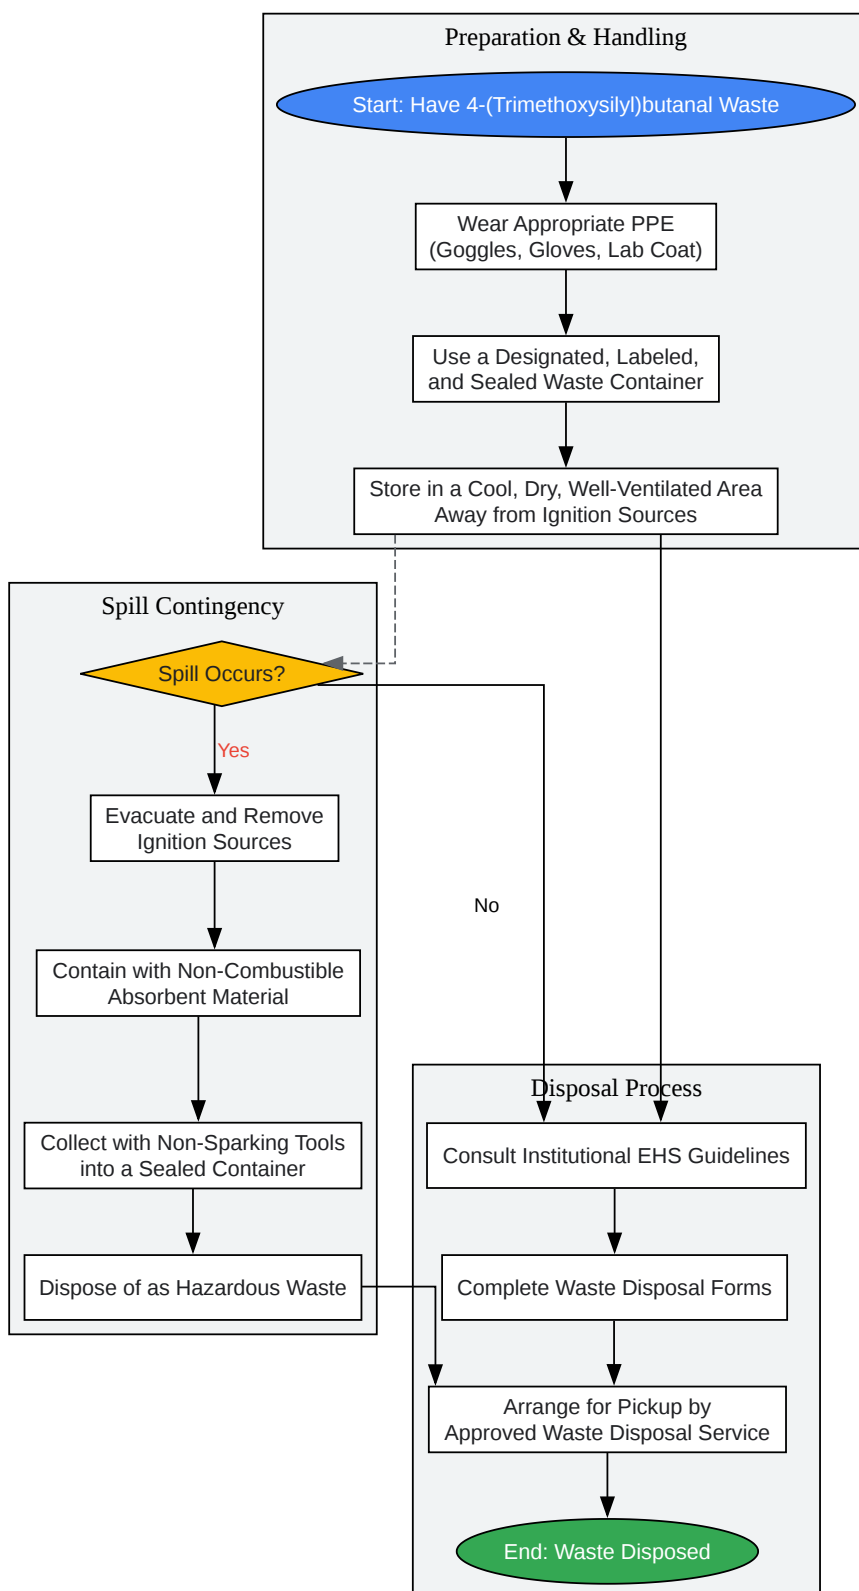 Preparation & Handling
Start: Have 4-(Trimethoxysilyl)butanal Waste
Wear Appropriate PPE
(Goggles, Gloves, Lab Coat)
Use a Designated, Labeled,
and Sealed Waste Container
Store in a Cool, Dry, Well-Ventilated Area
Away from Ignition Sources
Spill Contingency
Spill Occurs?
Yes
Evacuate and Remove
Ignition Sources
No
Contain with Non-Combustible
Absorbent Material
Collect with Non-Sparking Tools
into a Sealed Container
Dispose of as Hazardous Waste
Disposal Process
Consult Institutional EHS Guidelines
Complete Waste Disposal Forms
Arrange for Pickup by
Approved Waste Disposal Service
End: Waste Disposed